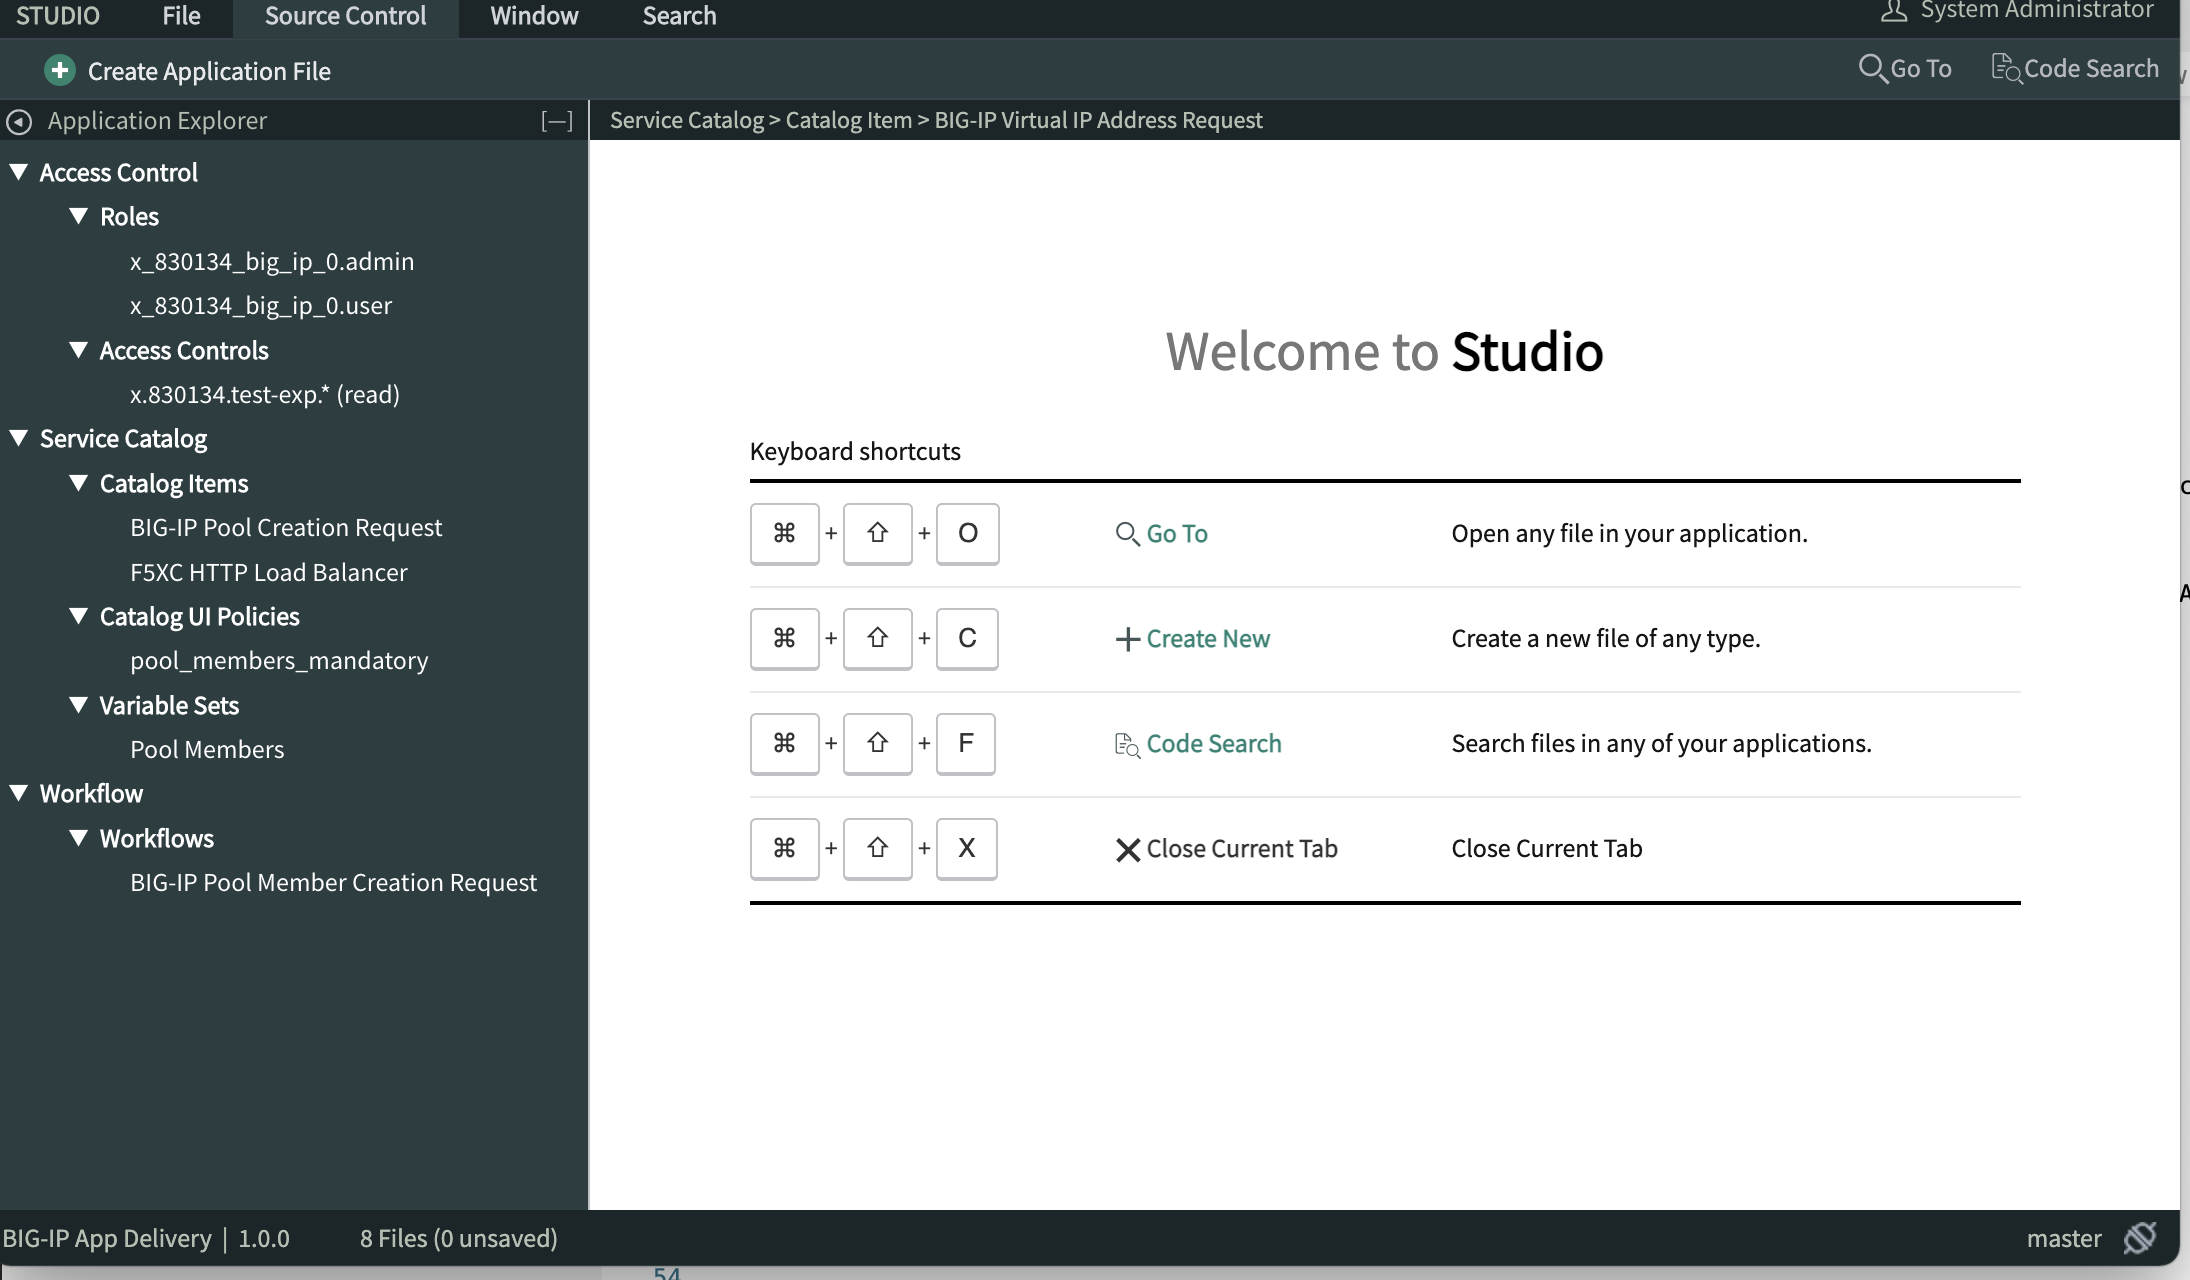 STUDIO File Source Control Window Search System Administrator
Create Application File Go To Code Search
Application Explorer [—] Service Catalog > Catalog Item > BIG-IP Virtual IP Address Request
Access Control
Roles
x_830134_big_ip_0.admin
x_830134_big_ip_0.user
Access Controls
x.830134.test-exp.* (read)
Service Catalog
Catalog Items
BIG-IP Pool Creation Request
F5XC HTTP Load Balancer
Catalog UI Policies
pool_members_mandatory
Variable Sets
Pool Members
Workflow
Workflows
BIG-IP Pool Member Creation Request
Welcome to Studio
Keyboard shortcuts
⌘ + ⇧ + O Go To Open any file in your application.
⌘ + ⇧ + C Create New Create a new file of any type.
⌘ + ⇧ + F Code Search Search files in any of your applications.
⌘ + ⇧ + X Close Current Tab Close Current Tab
BIG-IP App Delivery | 1.0.0 8 Files (0 unsaved) master
54